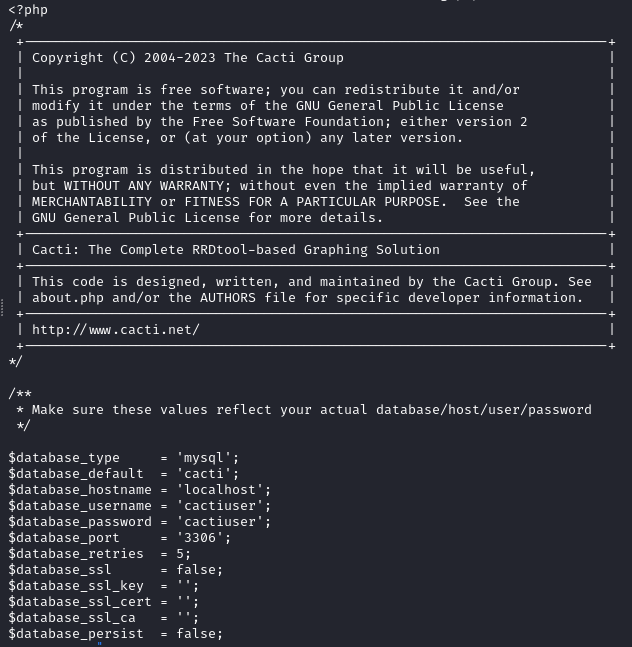 <?php
/*
 +-------------------------------------------------------------------------+
 | Copyright (C) 2004-2023 The Cacti Group                                 |
 |                                                                         |
 | This program is free software; you can redistribute it and/or           |
 | modify it under the terms of the GNU General Public License             |
 | as published by the Free Software Foundation; either version 2          |
 | of the License, or (at your option) any later version.                  |
 |                                                                         |
 | This program is distributed in the hope that it will be useful,         |
 | but WITHOUT ANY WARRANTY; without even the implied warranty of          |
 | MERCHANTABILITY or FITNESS FOR A PARTICULAR PURPOSE.  See the           |
 | GNU General Public License for more details.                            |
 +-------------------------------------------------------------------------+
 | Cacti: The Complete RRDtool-based Graphing Solution                     |
 +-------------------------------------------------------------------------+
 | This code is designed, written, and maintained by the Cacti Group. See  |
 | about.php and/or the AUTHORS file for specific developer information.   |
 +-------------------------------------------------------------------------+
 | http://www.cacti.net/                                                   |
 +-------------------------------------------------------------------------+
*/

/**
 * Make sure these values reflect your actual database/host/user/password
 */

$database_type     = 'mysql';
$database_default  = 'cacti';
$database_hostname = 'localhost';
$database_username = 'cactiuser';
$database_password = 'cactiuser';
$database_port     = '3306';
$database_retries  = 5;
$database_ssl      = false;
$database_ssl_key  = '';
$database_ssl_cert = '';
$database_ssl_ca   = '';
$database_persist  = false;